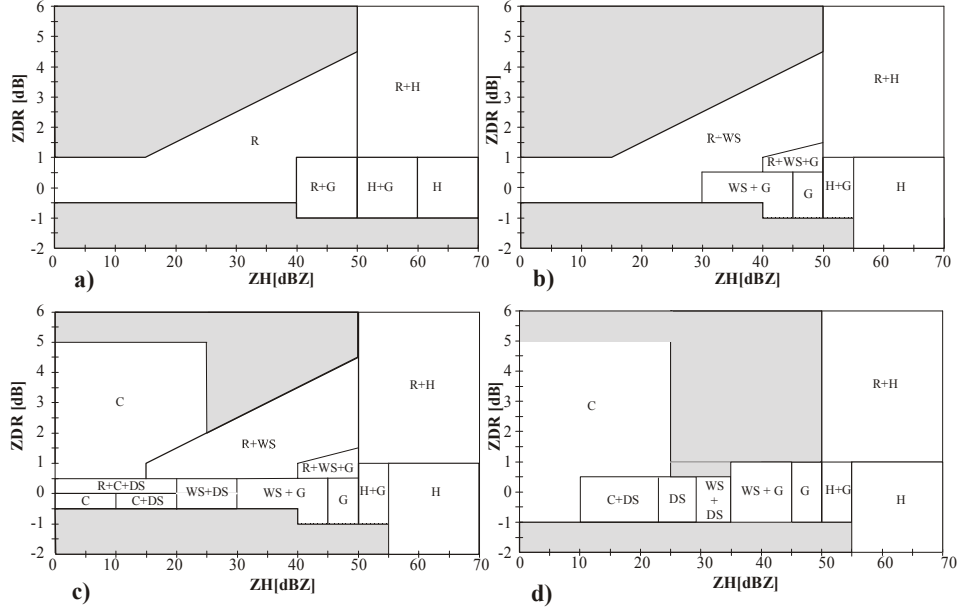 6
5
4
3
2
1
0
-1
-2
ZDR [dB]
R
R+H
R+G
H+G
H
0 10 20 30 40 50 60 70
ZH[dBZ]
a)
6
5
4
3
2
1
0
-1
-2
ZDR [dB]
R+H
R÷WS
R+WS+G
WS + G
G
H+G
H
0 10 20 30 40 50 60 70
ZH[dBZ]
b)
6
5
4
3
2
1
0
-1
-2
ZDR [dB]
C
R+H
R+WS
R+WS+G
R+C+DS
C
C+DS
WS+DS
WS + G
G
H+G
H
0 10 20 30 40 50 60 70
ZH[dBZ]
c)
6
5
4
3
2
1
0
-1
-2
ZDR [dB]
C
R+H
C+DS
DS
WS
+
DS
WS + G
G
H+G
H
0 10 20 30 40 50 60 70
ZH[dBZ]
d)